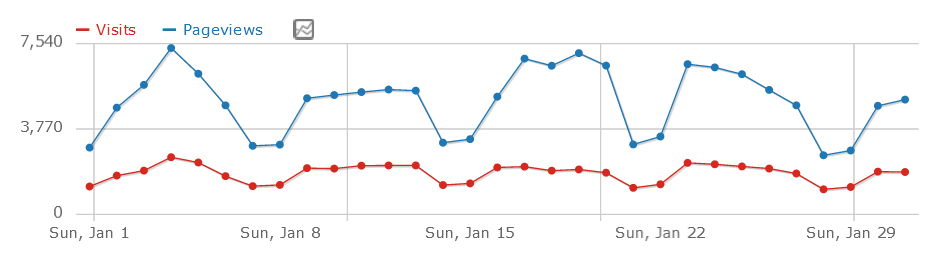 Visits Pageviews
7,540
3,770
0
Sun, Jan 1 Sun, Jan 8 Sun, Jan 15 Sun, Jan 22 Sun, Jan 29